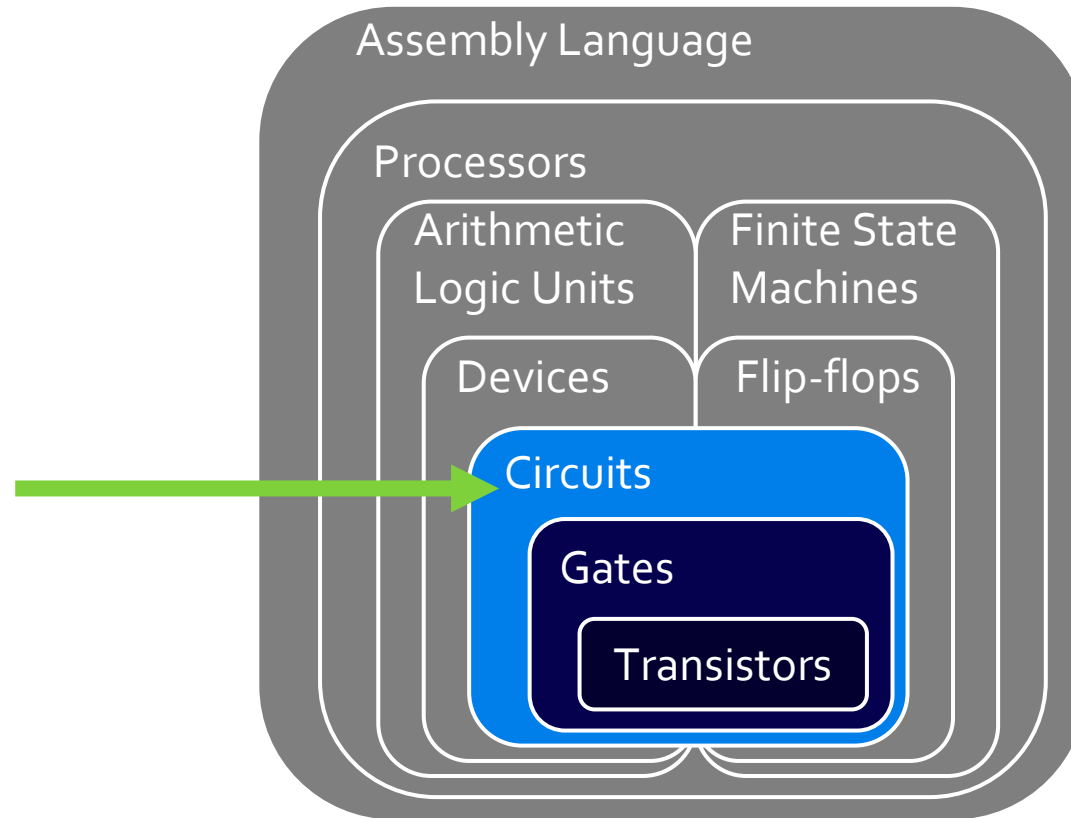 Assembly Language
Processors
Arithmetic
Logic Units
Finite State
Machines
Devices
Flip-flops
Circuits
Gates
Transistors